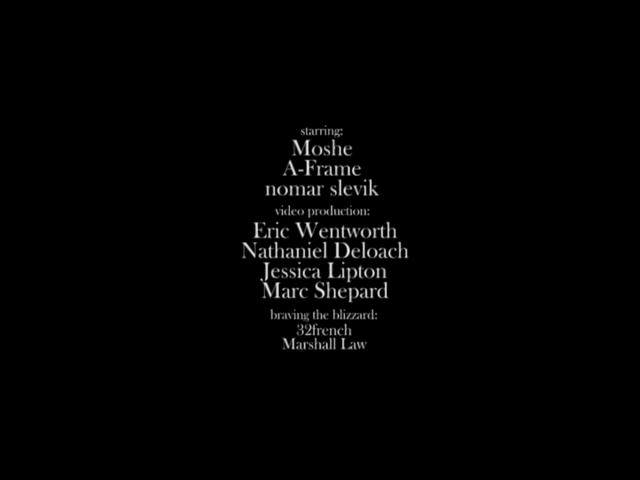 starring:
Moshe
A-Frame
nomar slevik
video production:
Eric Wentworth
Nathaniel Deloach
Jessica Lipton
Marc Shepard
braving the blizzard:
32french
Marshall Law